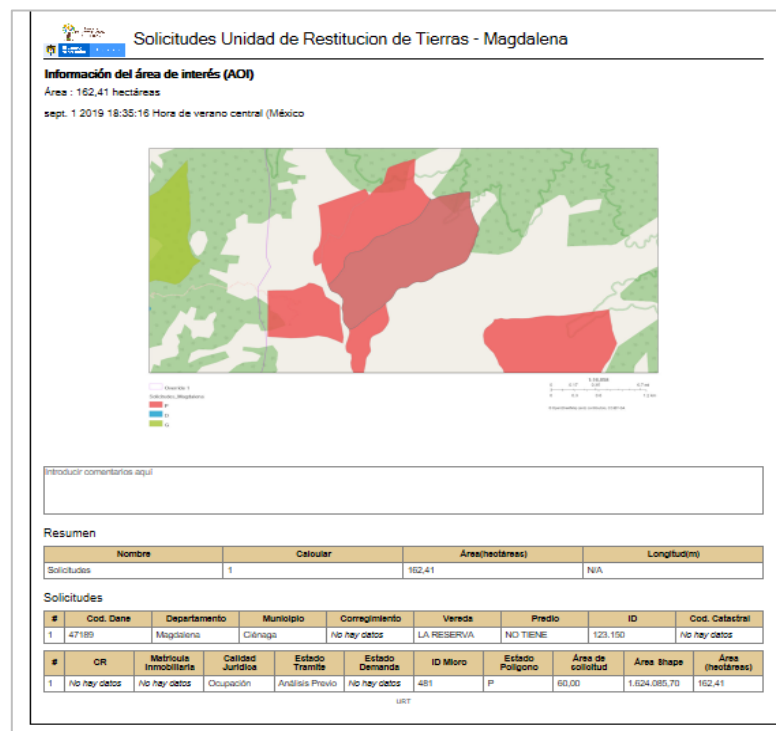 Solicitudes Unidad de Restitucion de Tierras - Magdalena
Información del área de interés (AOI)
Área : 162,41 hectáreas
sept. 1 2019 18:35:16 Hora de verano central (México
Override 1
Solicitudes_Magdalena
P
D
G
Introducir comentarios aquí
Resumen
Nombre Calcular Área(hectáreas) Longitud(m)
Solicitudes 1 162,41 N/A
Solicitudes
# Cod. Dane Departamento Municipio Corregimiento Vereda Predio ID Cod. Catastral
1 47189 Magdalena Ciénaga No hay datos LA RESERVA NO TIENE 123.150 No hay datos
# CR Matricula Inmobiliaria Calidad Jurídica Estado Tramite Estado Demanda ID Micro Estado Poligono Área de solicitud Área Shape Área (hectáreas)
1 No hay datos No hay datos Ocupación Análisis Previo No hay datos 481 P 60,00 1.624.085,70 162,41
URT